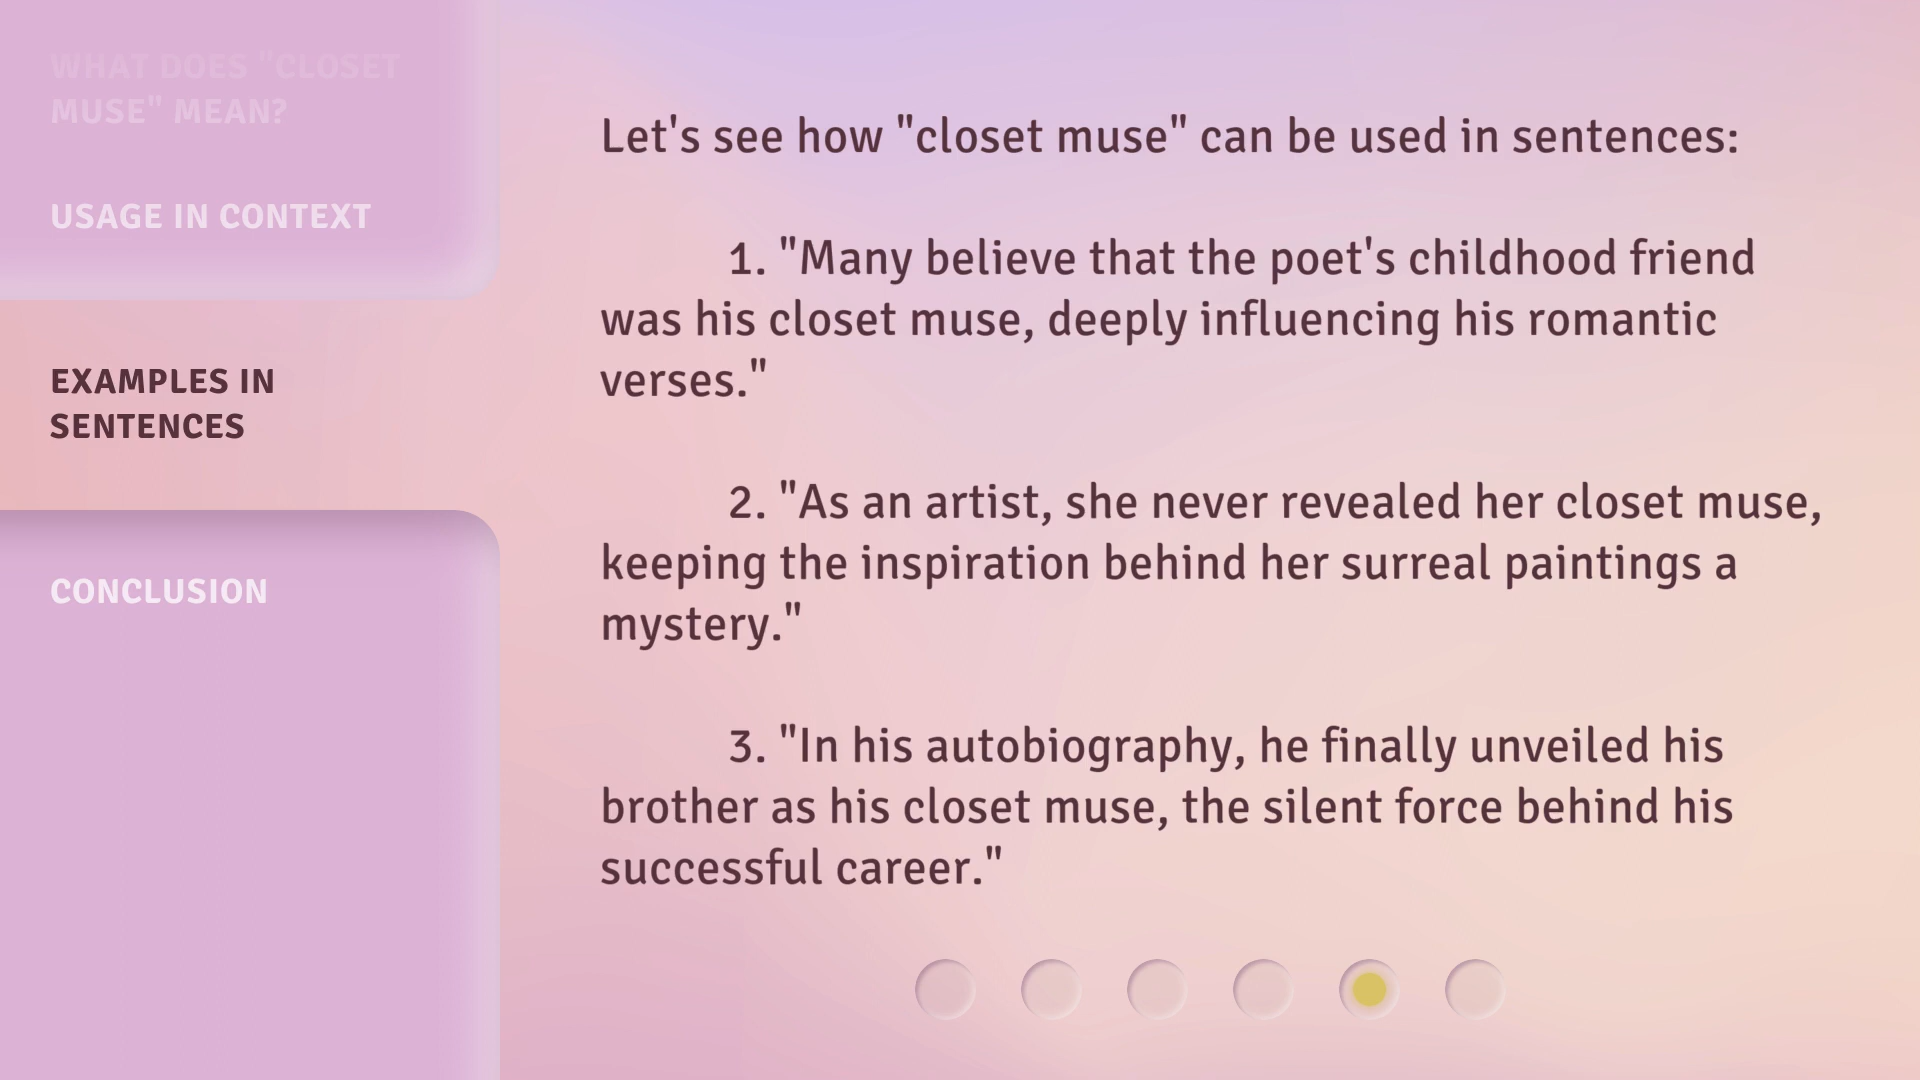 WHAT DOES "CLOSET
MUSE" MEAN?
USAGE IN CONTEXT
EXAMPLES IN
SENTENCES
CONCLUSION
Let's see how "closet muse" can be used in sentences:
1. "Many believe that the poet's childhood friend
was his closet muse, deeply influencing his romantic
verses."
2. "As an artist, she never revealed her closet muse,
keeping the inspiration behind her surreal paintings a
mystery."
3. "In his autobiography, he finally unveiled his
brother as his closet muse, the silent force behind his
successful career."